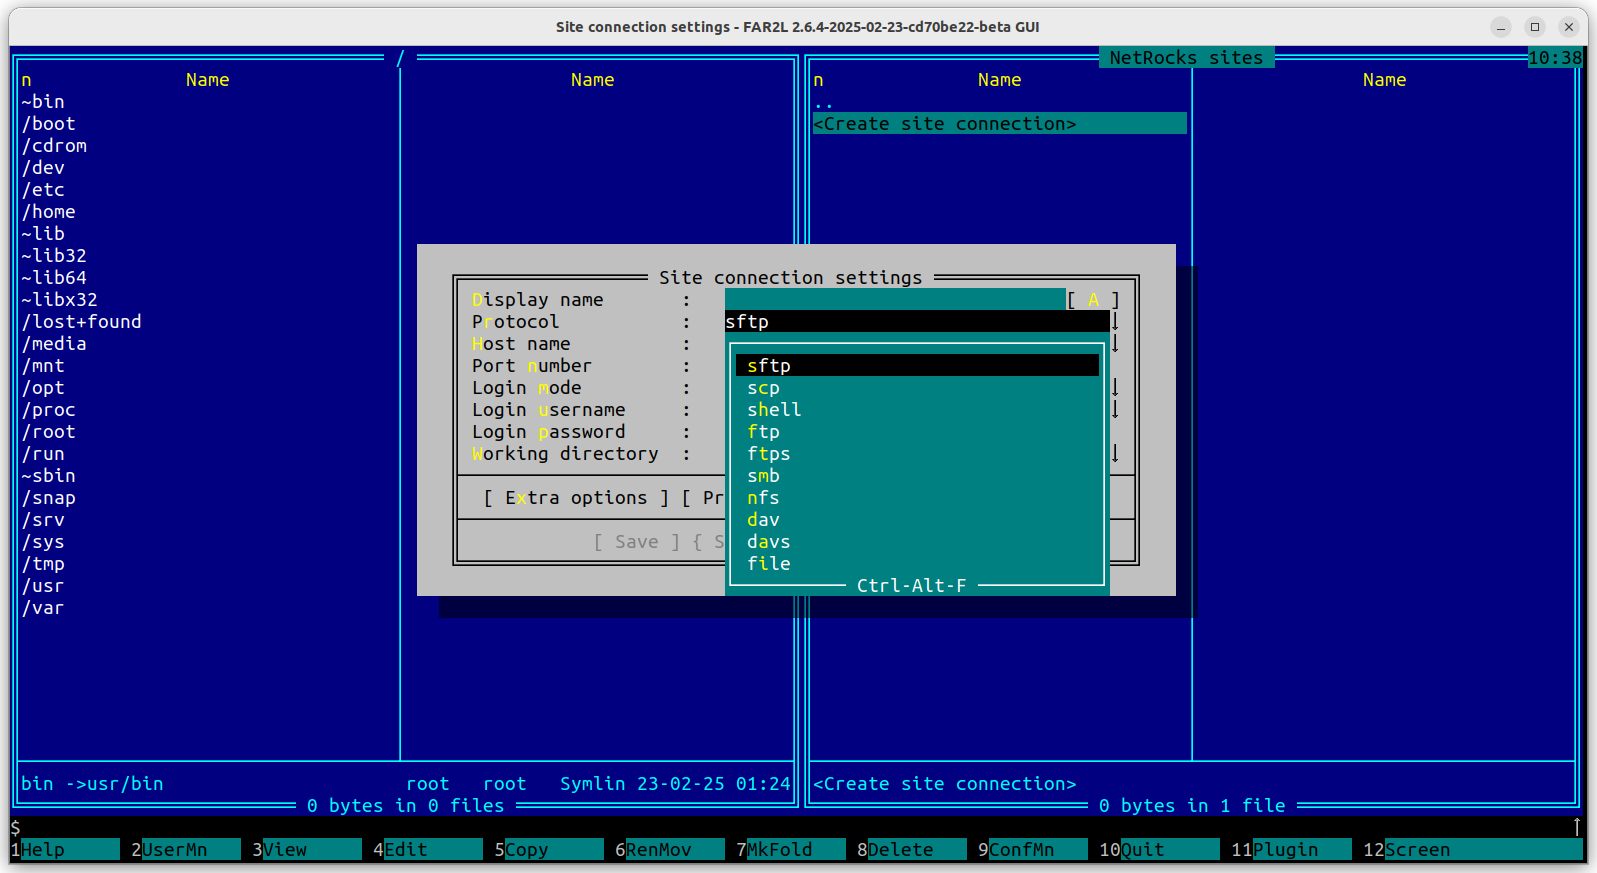 Site connection settings - FAR2L 2.6.4-2025-02-23-cd70be22-beta GUI
/
NetRocks sites
10:38
n Name Name
~bin
/boot
/cdrom
/dev
/etc
/home
~lib
~lib32
~lib64
~libx32
/lost+found
/media
/mnt
/opt
/proc
/root
/run
~sbin
/snap
/srv
/sys
/tmp
/usr
/var
bin ->usr/bin root root Symlin 23-02-25 01:24
0 bytes in 0 files
n Name Name
..
<Create site connection>
<Create site connection>
0 bytes in 1 file
Site connection settings
Display name : [ A ]
Protocol : sftp ↓
Host name : ↓
Port number :
Login mode : ↓
Login username : ↓
Login password :
Working directory : ↓
[ Extra options ] [ Pr
[ Save ] { S
sftp
scp
shell
ftp
ftps
smb
nfs
dav
davs
file
Ctrl-Alt-F
$ ↑
1Help 2UserMn 3View 4Edit 5Copy 6RenMov 7MkFold 8Delete 9ConfMn 10Quit 11Plugin 12Screen